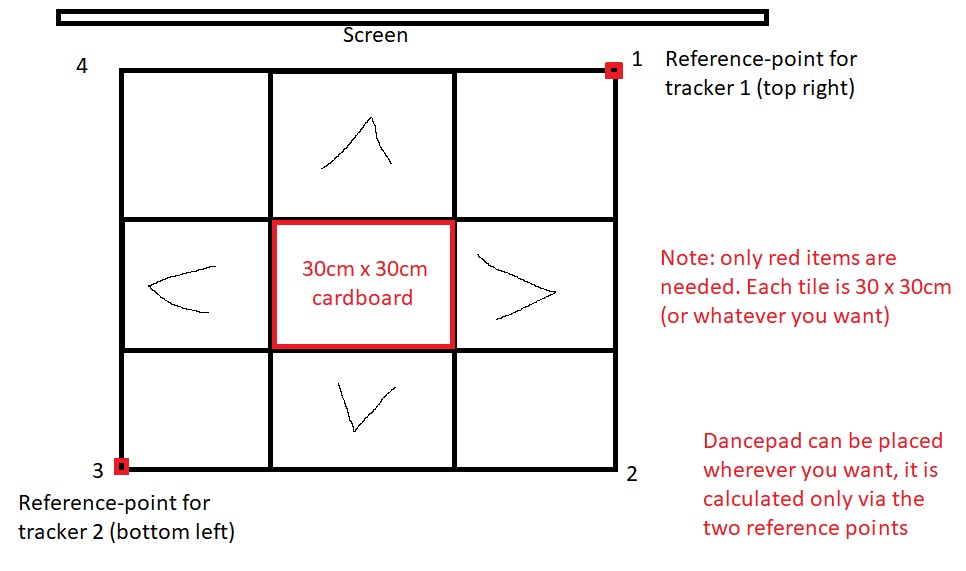 Screen
4
1
Reference-point for
tracker 1 (top right)
30cm x 30cm
cardboard
Note: only red items are
needed. Each tile is 30 x 30cm
(or whatever you want)
Dancepad can be placed
wherever you want, it is
calculated only via the
two reference points
3
2
Reference-point for
tracker 2 (bottom left)